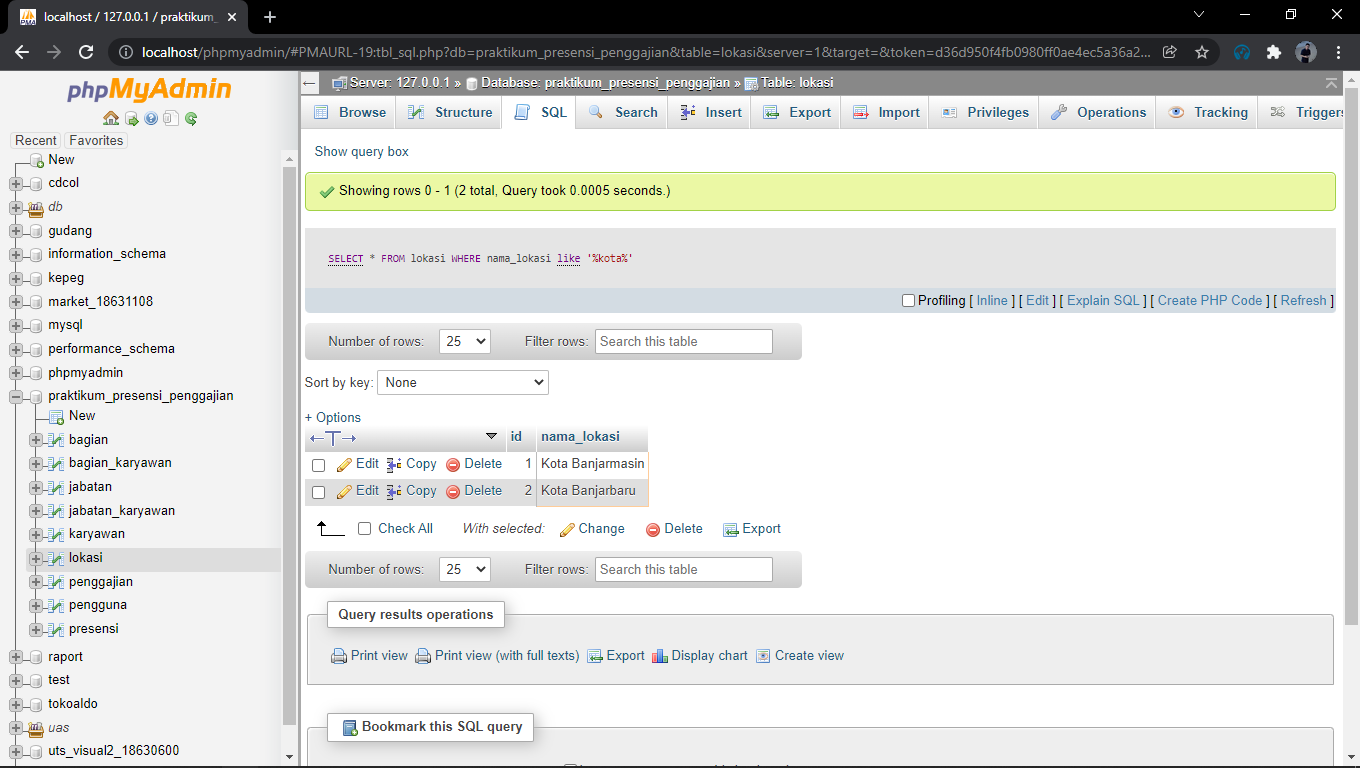 localhost / 127.0.0.1 / praktikum_
localhost/phpmyadmin/#PMAURL-19:tbl_sql.php?db=praktikum_presensi_penggajian&table=lokasi&server=1&target=&token=d36d950f4fb0980ff0ae4ec5a36a2...
phpMyAdmin
Recent Favorites
New
cdcol
db
gudang
information_schema
kepeg
market_18631108
mysql
performance_schema
phpmyadmin
praktikum_presensi_penggajian
New
bagian
bagian_karyawan
jabatan
jabatan_karyawan
karyawan
lokasi
penggajian
pengguna
presensi
raport
test
tokoaldo
uas
uts_visual2_18630600
Server: 127.0.0.1 » Database: praktikum_presensi_penggajian » Table: lokasi
Browse Structure SQL Search Insert Export Import Privileges Operations Tracking Triggers
Show query box
Showing rows 0 - 1 (2 total, Query took 0.0005 seconds.)
SELECT * FROM lokasi WHERE nama_lokasi like '%kota%'
Profiling [ Inline ] [ Edit ] [ Explain SQL ] [ Create PHP Code ] [ Refresh ]
Number of rows: 25 Filter rows: Search this table
Sort by key: None
+ Options
←T→ id nama_lokasi
Edit Copy Delete 1 Kota Banjarmasin
Edit Copy Delete 2 Kota Banjarbaru
Check All With selected: Change Delete Export
Number of rows: 25 Filter rows: Search this table
Query results operations
Print view Print view (with full texts) Export Display chart Create view
Bookmark this SQL query